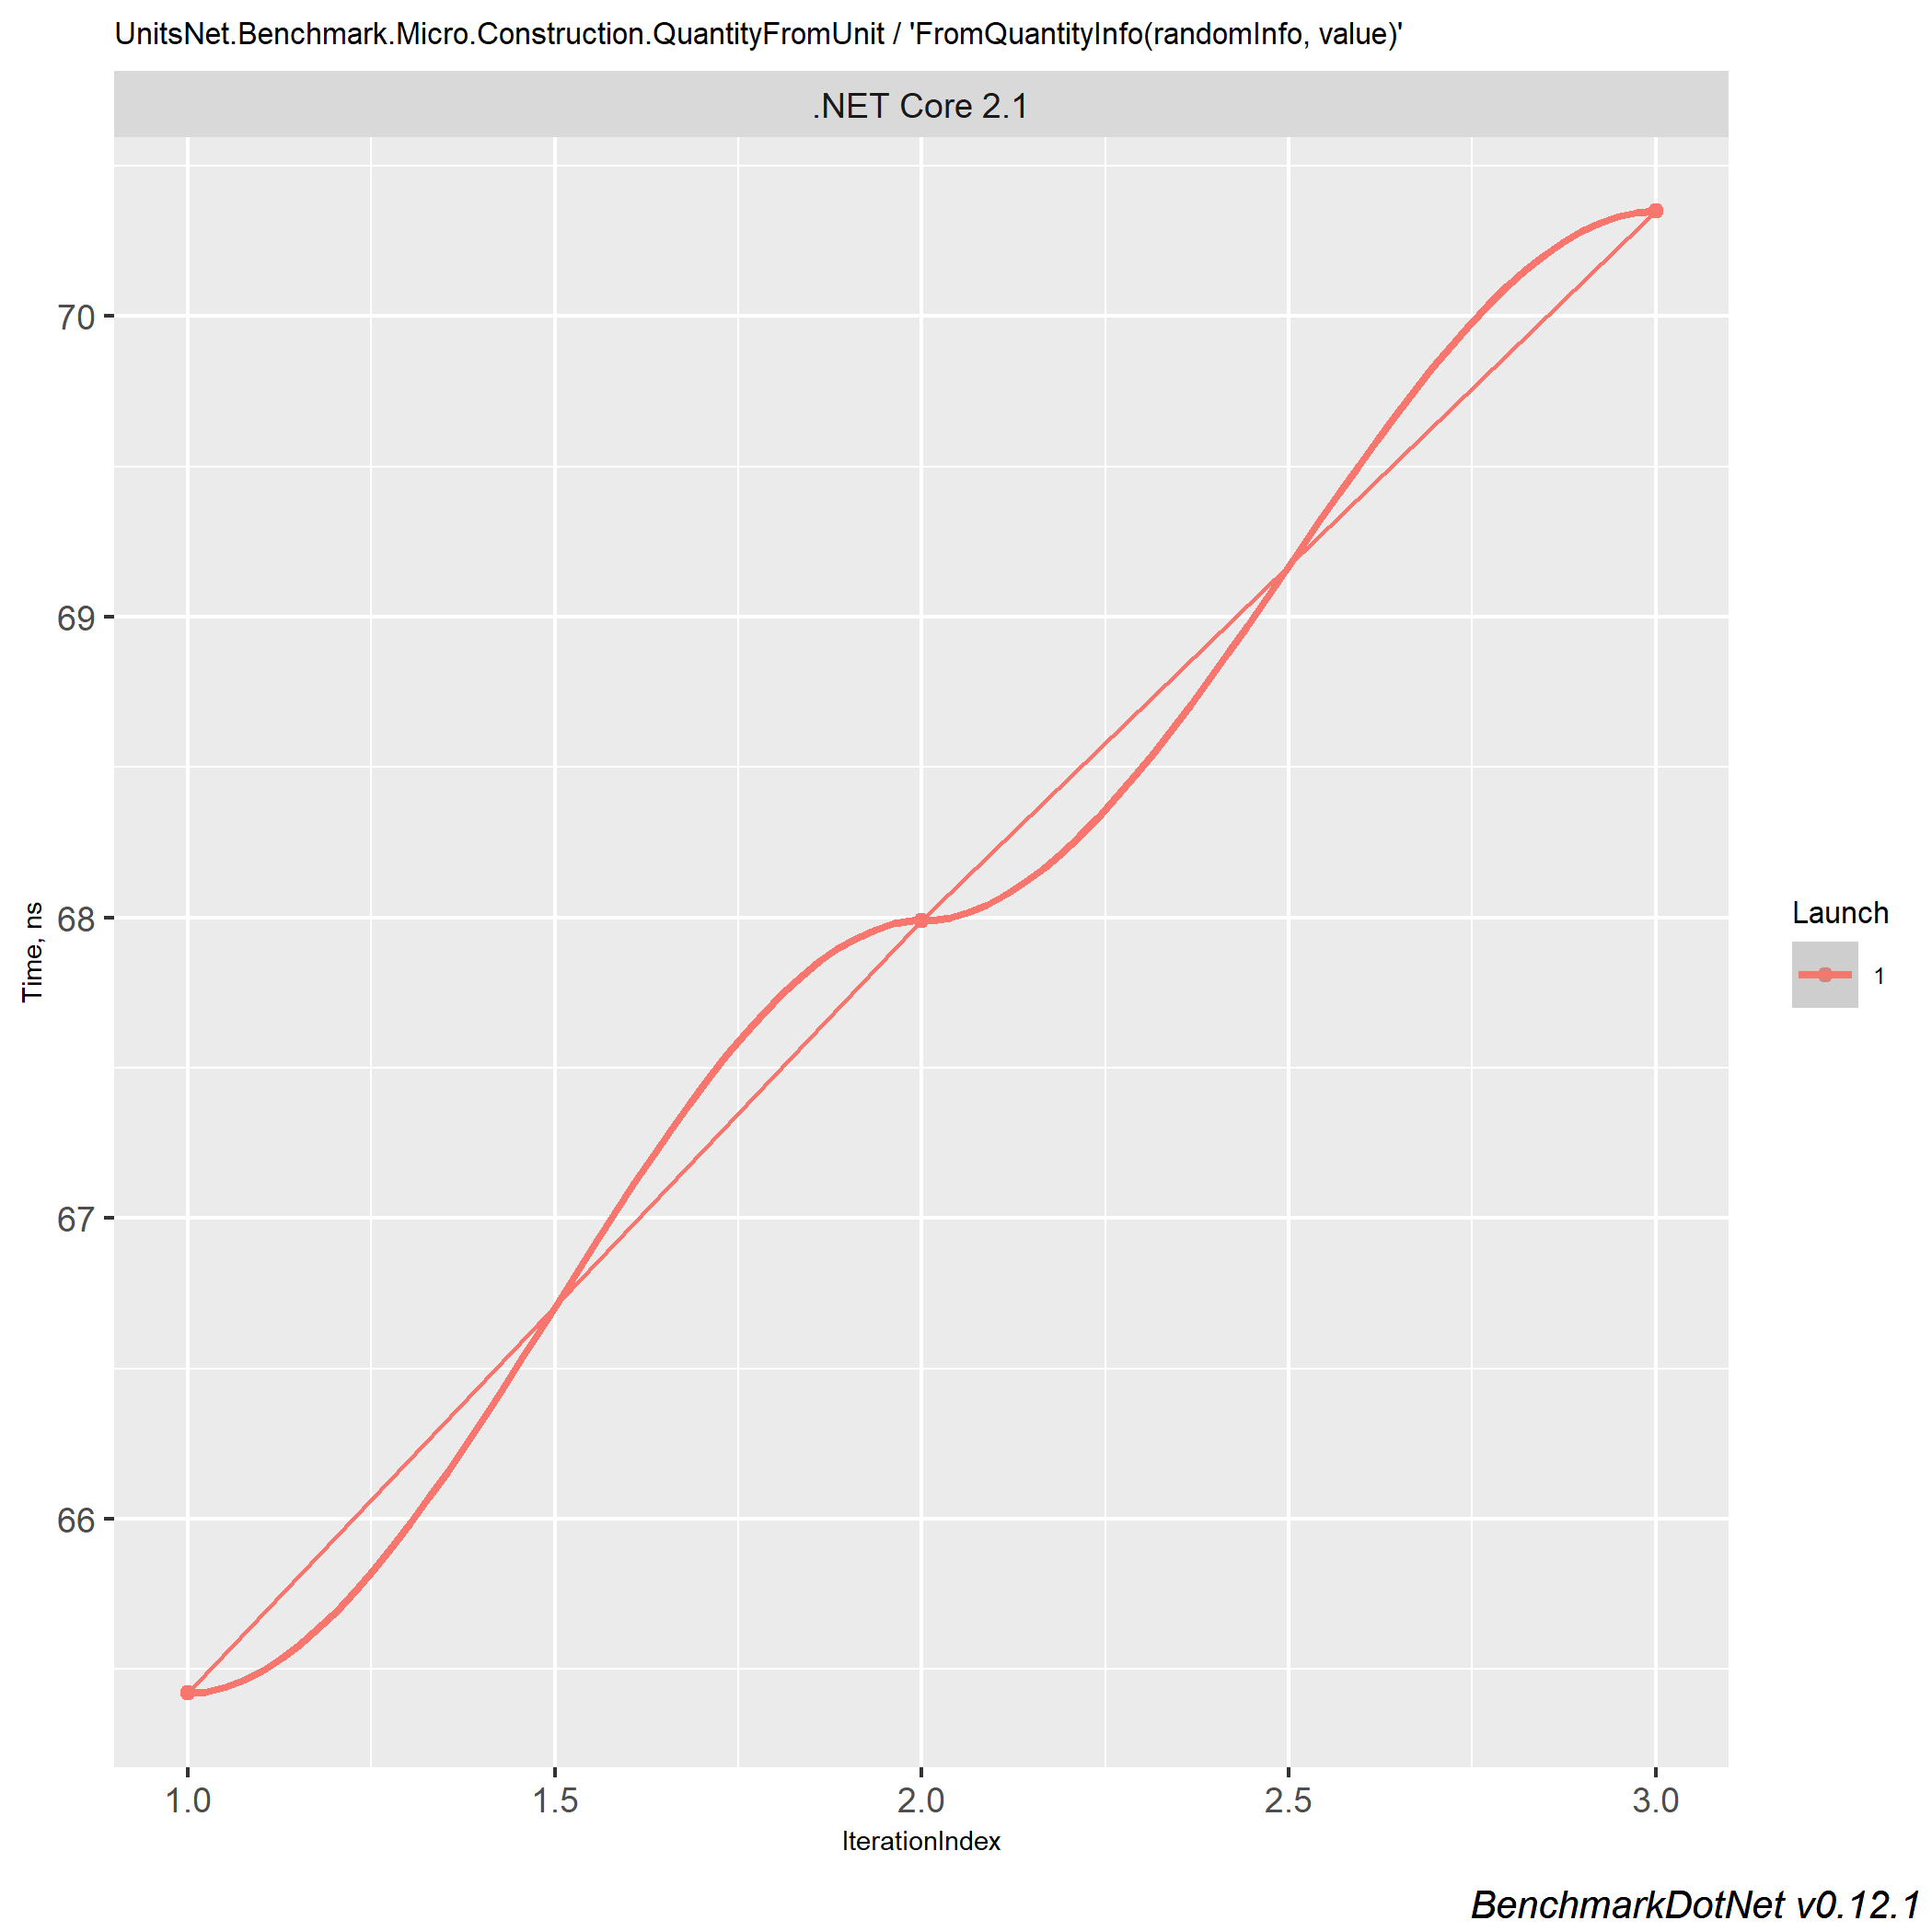 UnitsNet.Benchmark.Micro.Construction.QuantityFromUnit / 'FromQuantityInfo(randomInfo, value)'
.NET Core 2.1
70
69
68
67
66
Time, ns
1.0 1.5 2.0 2.5 3.0
IterationIndex
Launch
1
BenchmarkDotNet v0.12.1